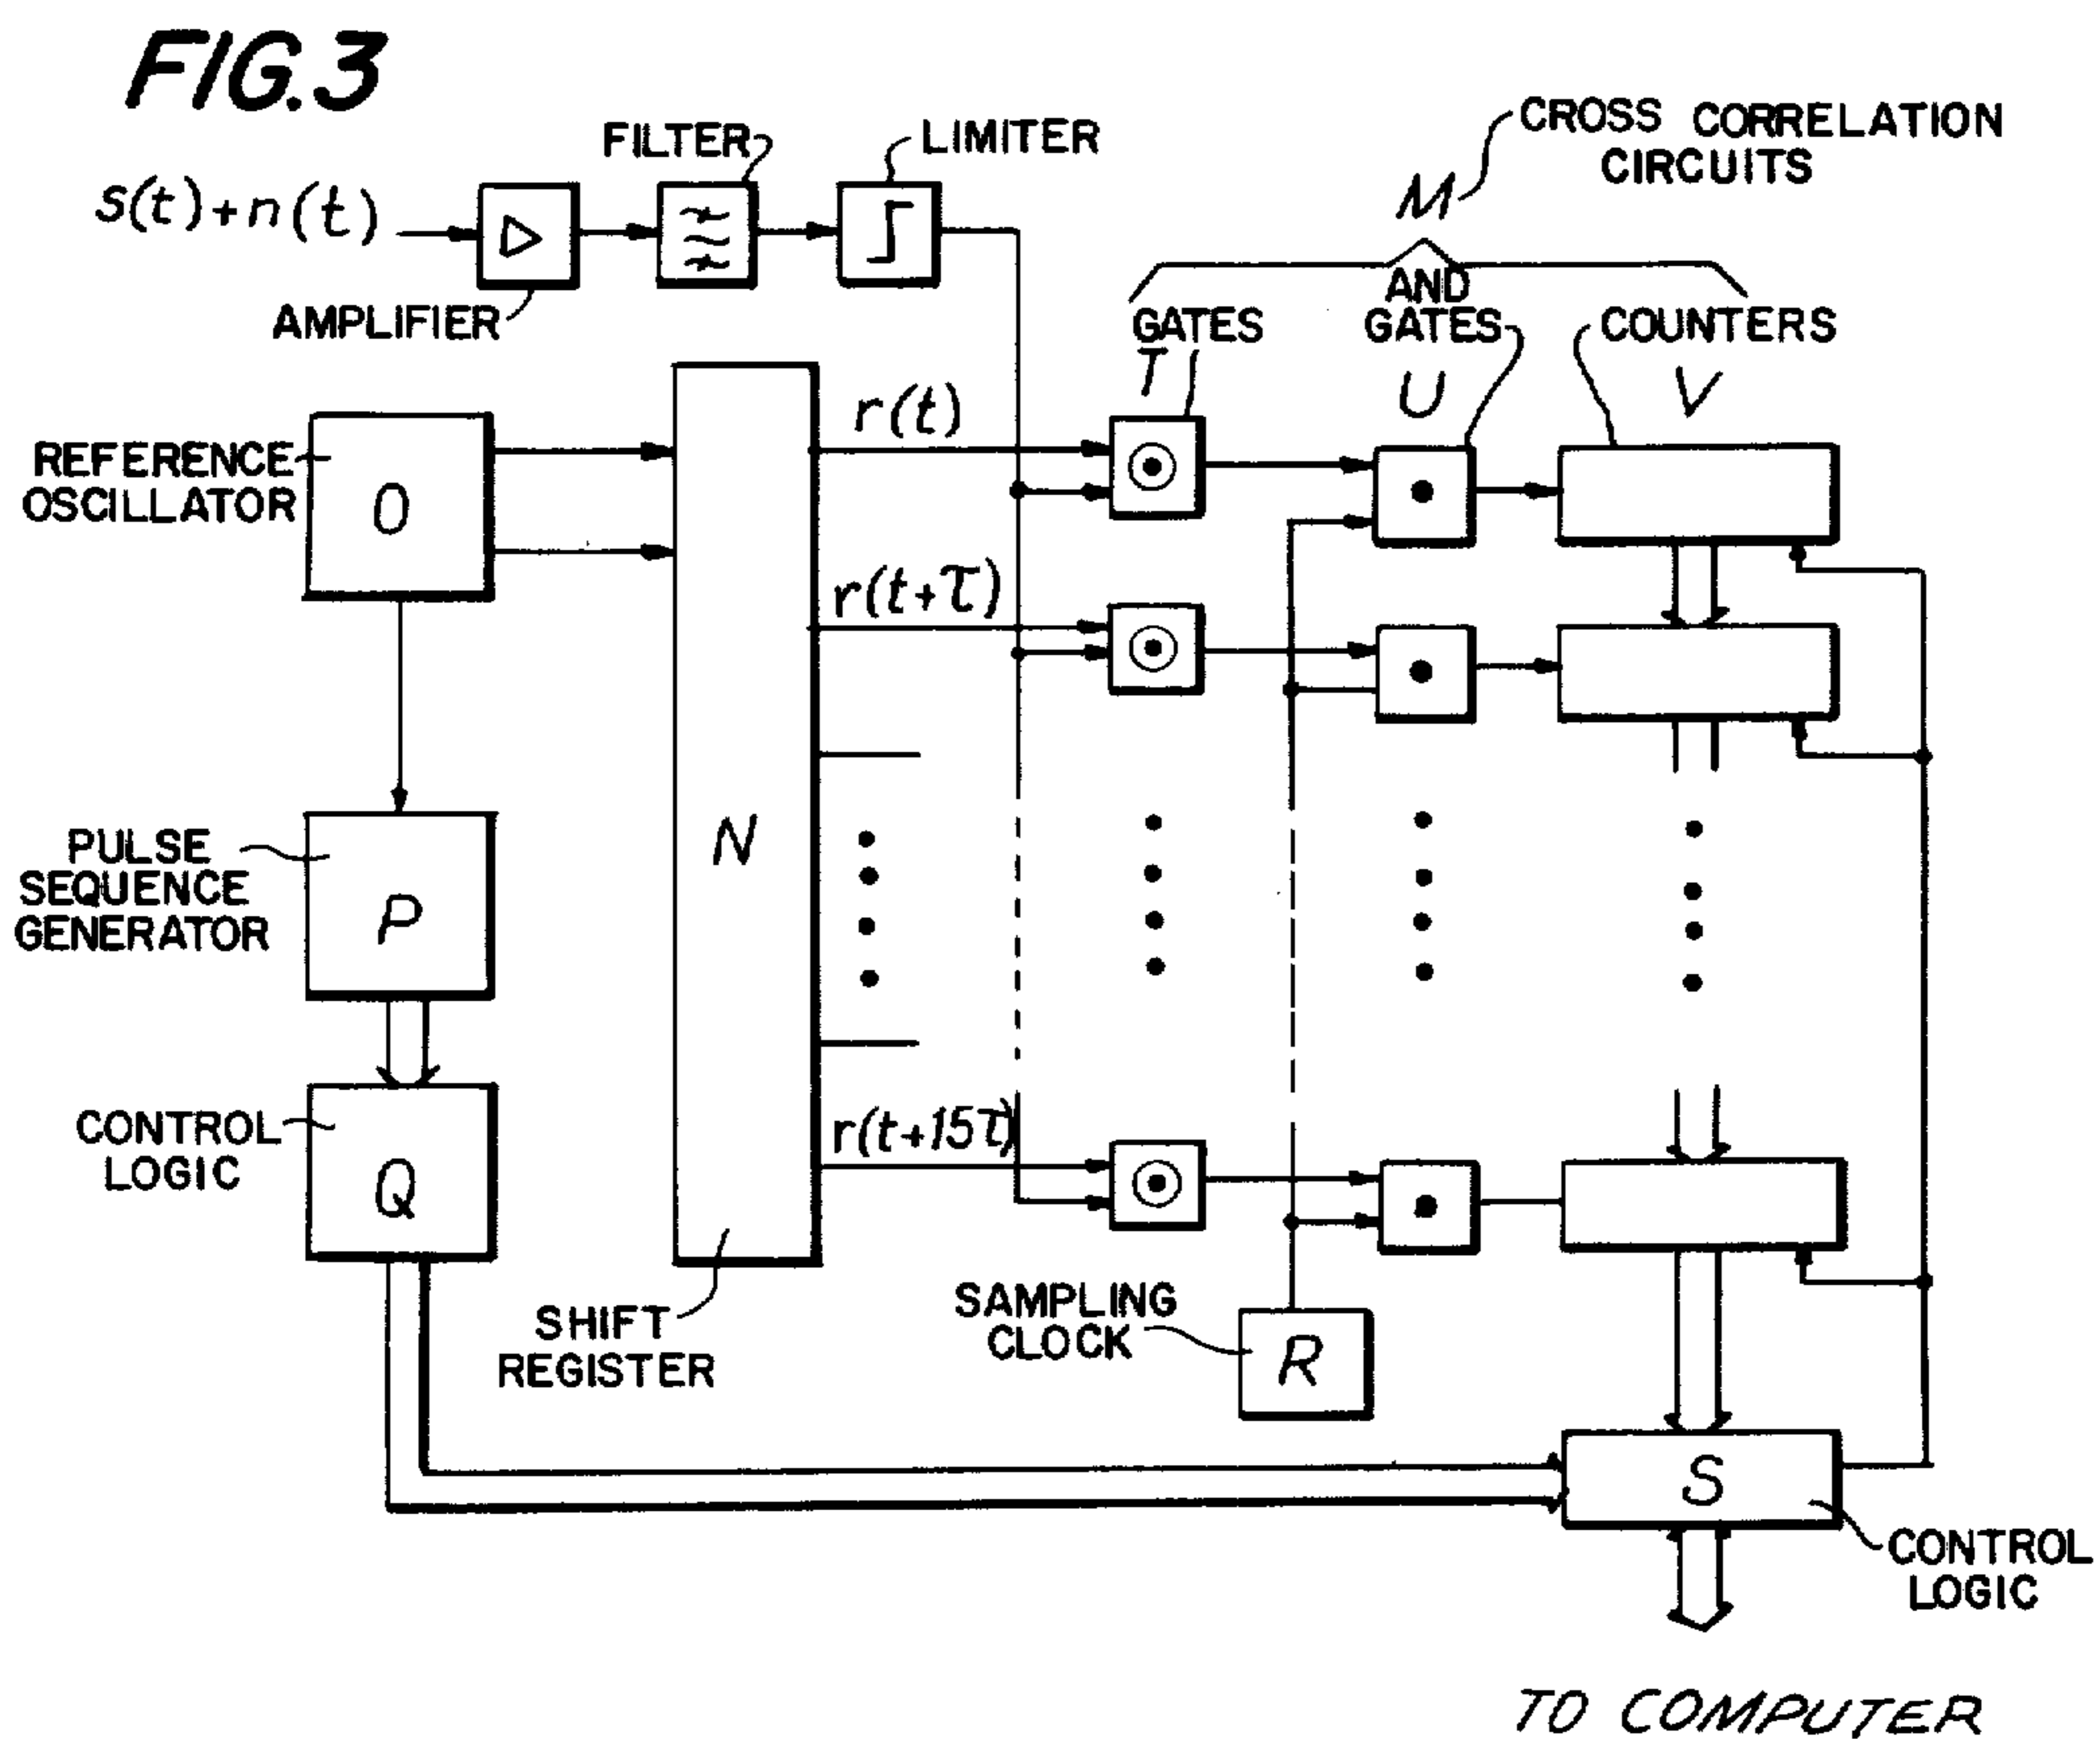 FIG.3
FILTER
LIMITER
CROSS CORRELATION
CIRCUITS
M
s(t)+n(t)
AMPLIFIER
AND
GATES
GATES
COUNTERS
T
U
V
r(t)
REFERENCE
OSCILLATOR
O
r(t+τ)
N
PULSE
SEQUENCE
GENERATOR
P
r(t+15τ)
CONTROL
LOGIC
Q
SHIFT
REGISTER
SAMPLING
CLOCK
R
S
CONTROL
LOGIC
TO COMPUTER